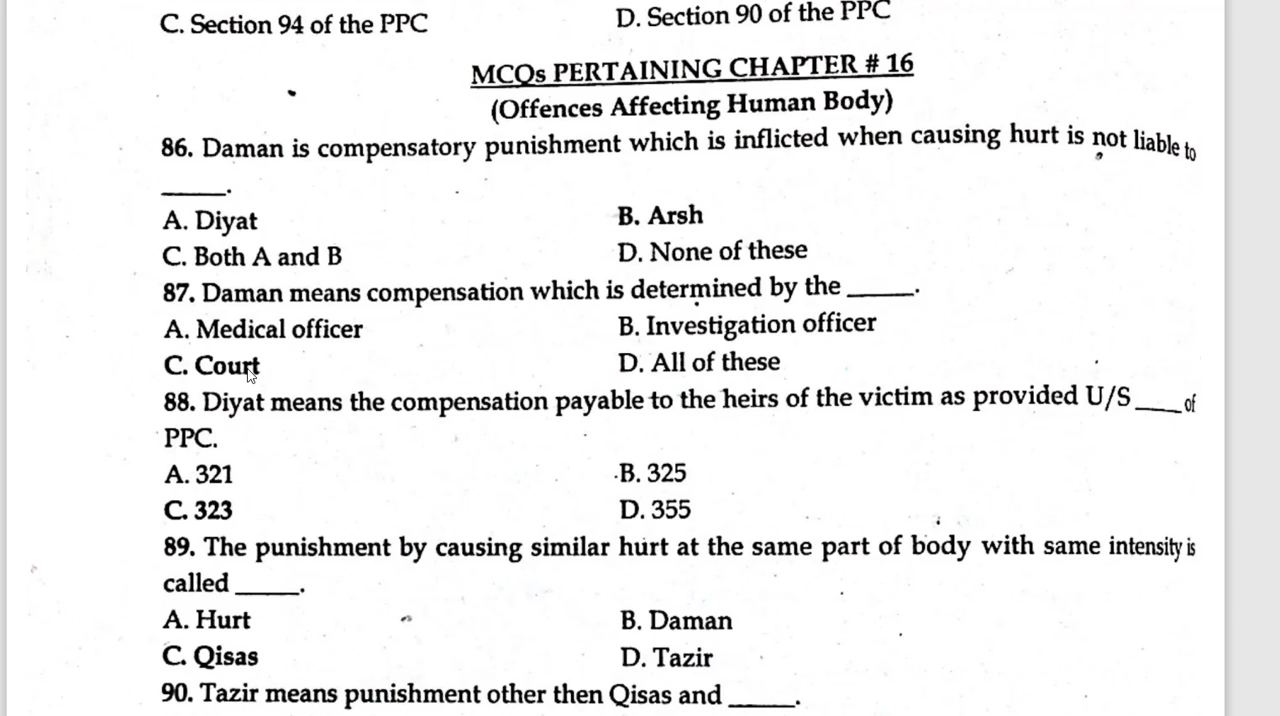 C. Section 94 of the PPC D. Section 90 of the PPC
MCQs PERTAINING CHAPTER # 16
(Offences Affecting Human Body)
86. Daman is compensatory punishment which is inflicted when causing hurt is not liable to
_____.
A. Diyat B. Arsh
C. Both A and B D. None of these
87. Daman means compensation which is determined by the _____.
A. Medical officer B. Investigation officer
C. Court D. All of these
88. Diyat means the compensation payable to the heirs of the victim as provided U/S ____ of
PPC.
A. 321 B. 325
C. 323 D. 355
89. The punishment by causing similar hurt at the same part of body with same intensity is
called _____.
A. Hurt B. Daman
C. Qisas D. Tazir
90. Tazir means punishment other then Qisas and _____.